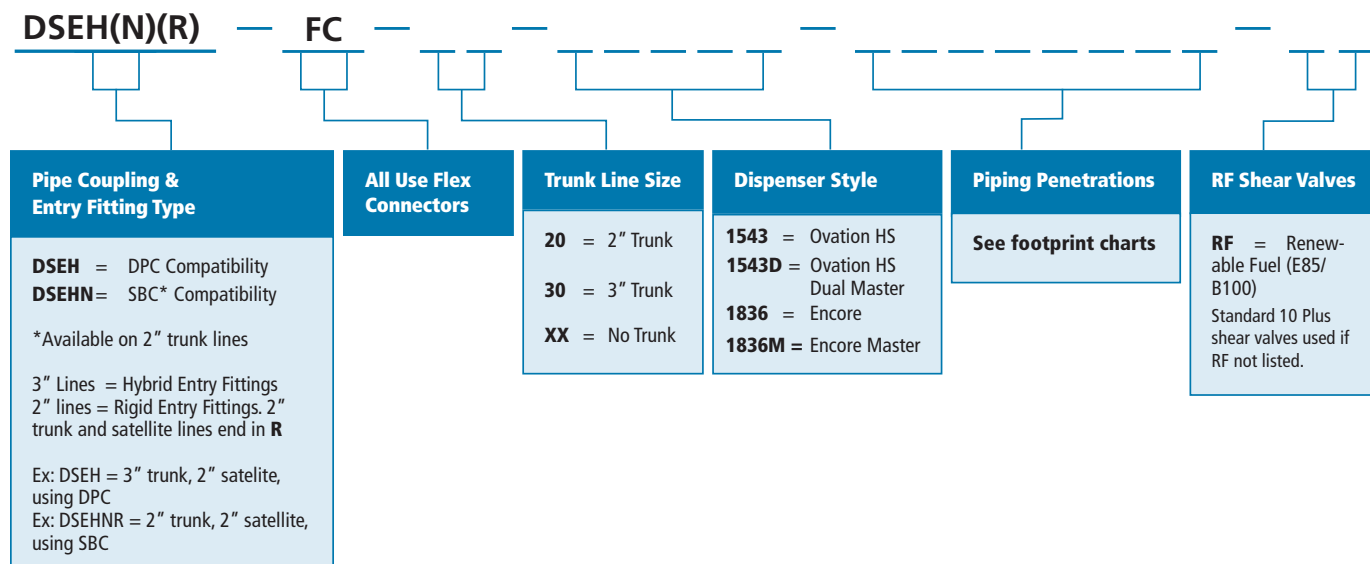 DSEH(N)(R) — FC — — — —
Pipe Coupling &
Entry Fitting Type
DSEH = DPC Compatibility
DSEHN= SBC* Compatibility
*Available on 2″ trunk lines
3″ Lines = Hybrid Entry Fittings
2″ lines = Rigid Entry Fittings. 2″
trunk and satellite lines end in R
Ex: DSEH = 3″ trunk, 2″ satelite,
using DPC
Ex: DSEHNR = 2″ trunk, 2″ satellite,
using SBC
All Use Flex
Connectors
Trunk Line Size
20 = 2″ Trunk
30 = 3″ Trunk
XX = No Trunk
Dispenser Style
1543 = Ovation HS
1543D = Ovation HS
Dual Master
1836 = Encore
1836M = Encore Master
Piping Penetrations
See footprint charts
RF Shear Valves
RF = Renew-
able Fuel (E85/
B100)
Standard 10 Plus
shear valves used if
RF not listed.